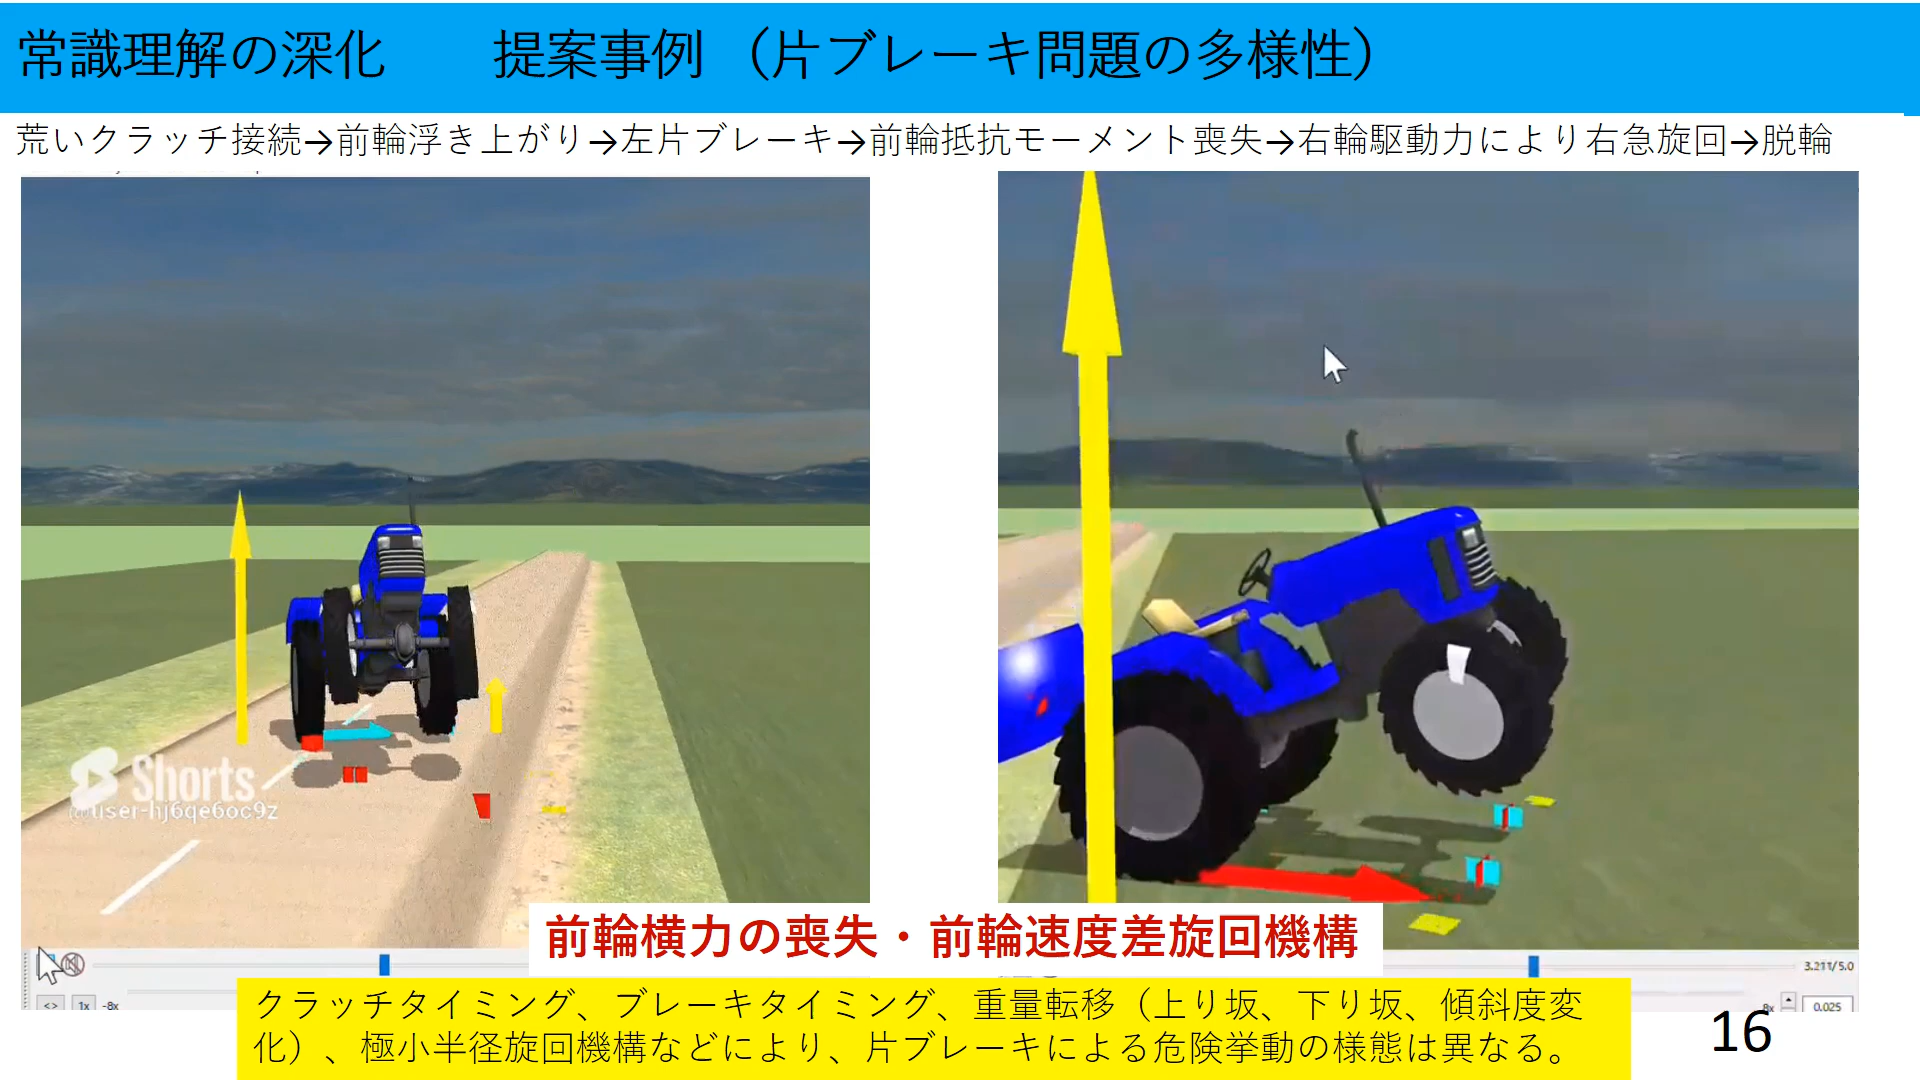 常識理解の深化　　提案事例（片ブレーキ問題の多様性）
荒いクラッチ接続→前輪浮き上がり→左片ブレーキ→前輪抵抗モーメント喪失→右輪駆動力により右急旋回→脱輪
Shorts
@user-hj6qe6oc9z
前輪横力の喪失・前輪速度差旋回機構
3.211/5.0
<> 1x -8x
8x 0.025
クラッチタイミング、ブレーキタイミング、重量転移（上り坂、下り坂、傾斜度変
化）、極小半径旋回機構などにより、片ブレーキによる危険挙動の様態は異なる。
16